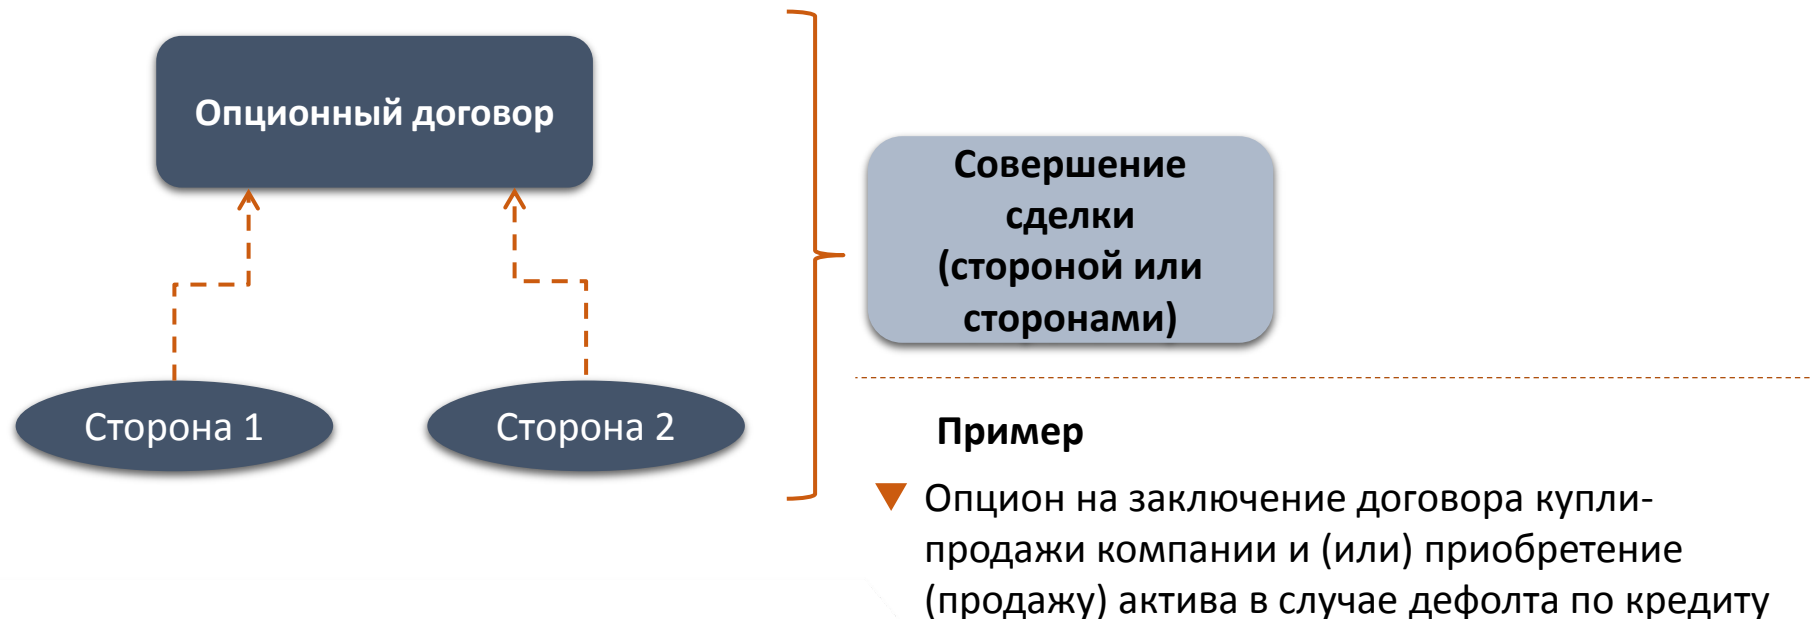 Опционный договор
Сторона 1
Сторона 2
Совершение
сделки
(стороной или
сторонами)
Пример
Опцион на заключение договора купли-
продажи компании и (или) приобретение
(продажу) актива в случае дефолта по кредиту